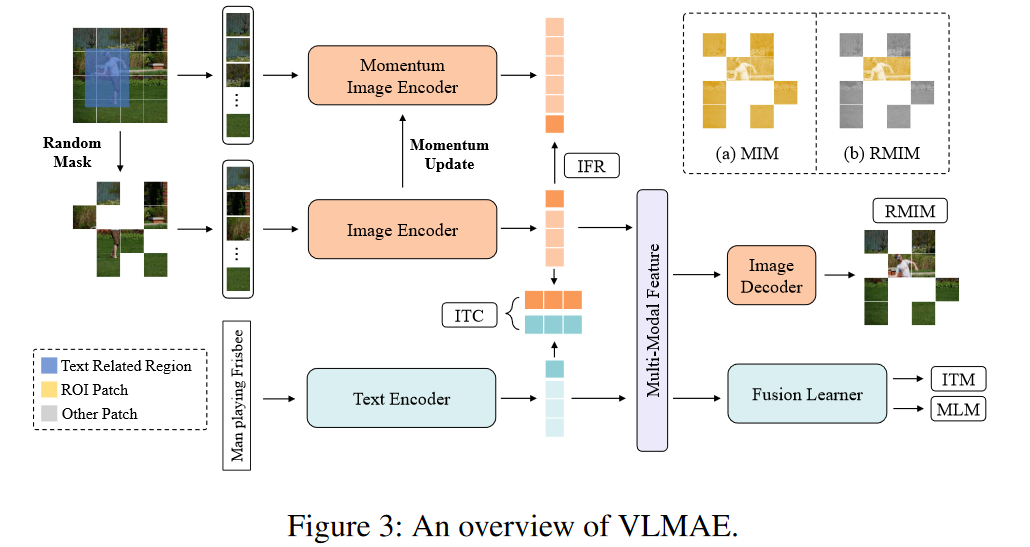 Momentum
Image Encoder
Random
Mask
Momentum
Update
IFR
(a) MIM
(b) RMIM
Image Encoder
RMIM
Image
Decoder
ITC
Multi-Modal Feature
Text Related Region
ROI Patch
Other Patch
Man playing Frisbee
Text Encoder
Fusion Learner
ITM
MLM
Figure 3: An overview of VLMAE.